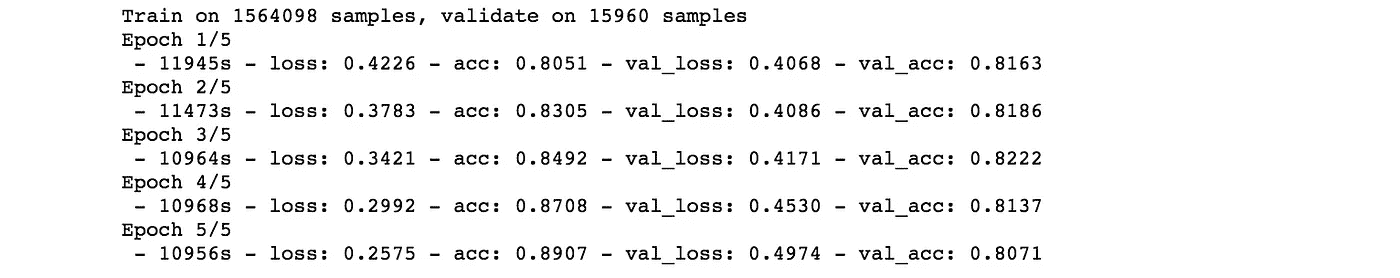 Train on 1564098 samples, validate on 15960 samples
Epoch 1/5
 - 11945s - loss: 0.4226 - acc: 0.8051 - val_loss: 0.4068 - val_acc: 0.8163
Epoch 2/5
 - 11473s - loss: 0.3783 - acc: 0.8305 - val_loss: 0.4086 - val_acc: 0.8186
Epoch 3/5
 - 10964s - loss: 0.3421 - acc: 0.8492 - val_loss: 0.4171 - val_acc: 0.8222
Epoch 4/5
 - 10968s - loss: 0.2992 - acc: 0.8708 - val_loss: 0.4530 - val_acc: 0.8137
Epoch 5/5
 - 10956s - loss: 0.2575 - acc: 0.8907 - val_loss: 0.4974 - val_acc: 0.8071